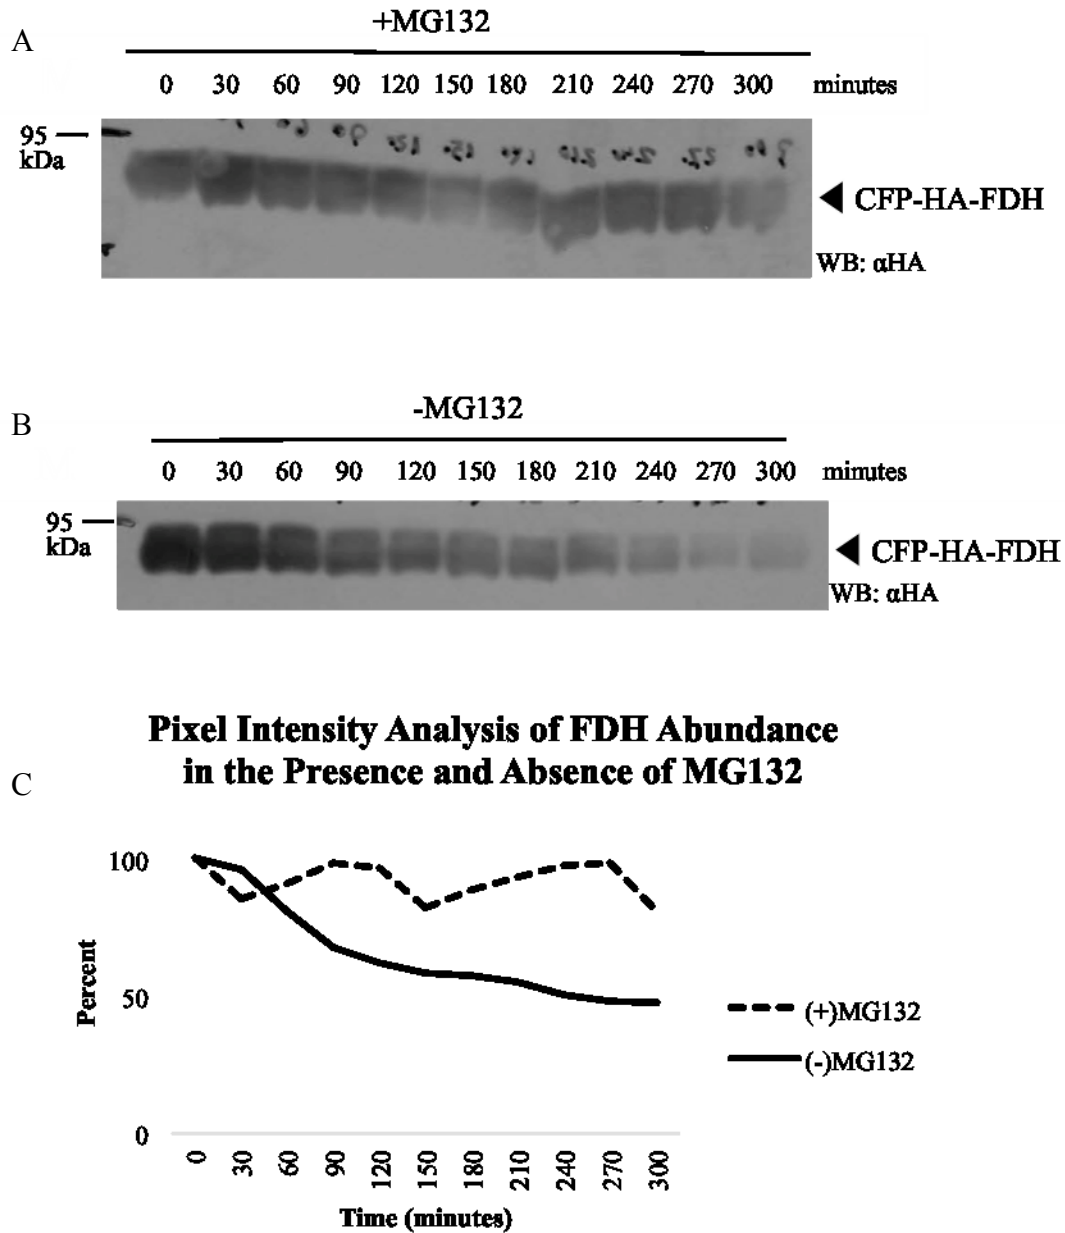 A
+MG132
0 30 60 90 120 150 180 210 240 270 300 minutes
95
kDa
CFP-HA-FDH
WB: αHA
B
-MG132
0 30 60 90 120 150 180 210 240 270 300 minutes
95
kDa
CFP-HA-FDH
WB: αHA
C
Pixel Intensity Analysis of FDH Abundance
in the Presence and Absence of MG132
100
50
0
Percent
0 30 60 90 120 150 180 210 240 270 300
Time (minutes)
(+)MG132
(-)MG132